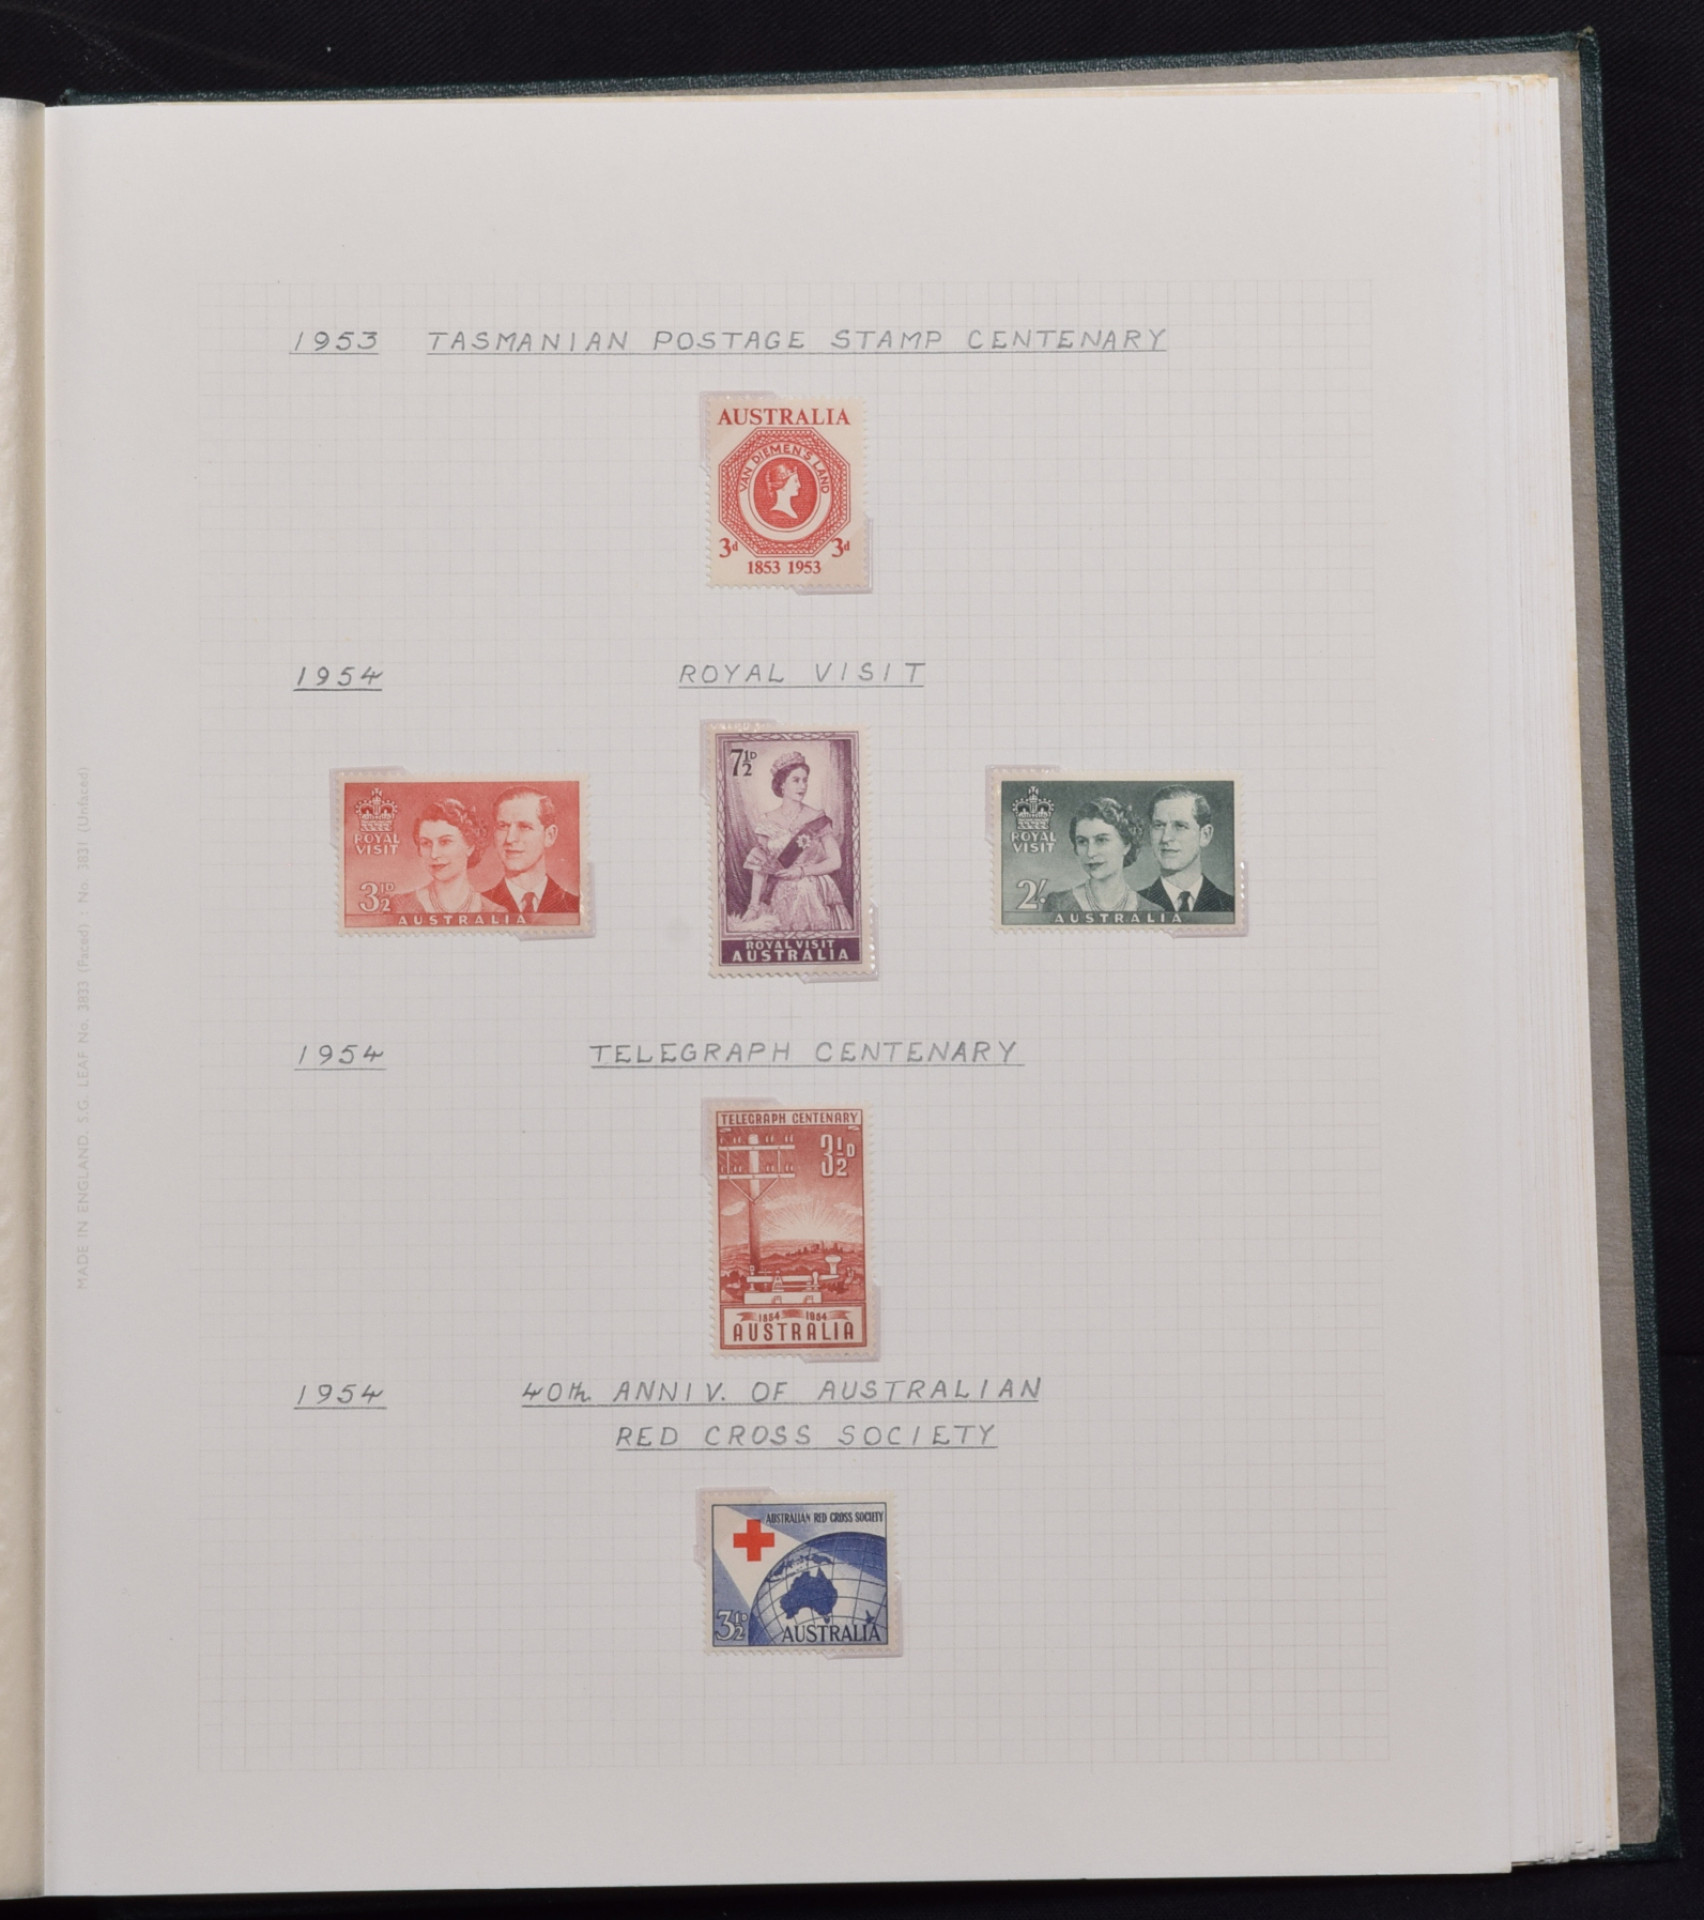 1953 TASMANIAN POSTAGE STAMP CENTENARY
AUSTRALIA
VAN DIEMEN'S LAND
3d 3d
1853 1953
1954 ROYAL VISIT
ROYAL
VISIT
3½D
AUSTRALIA
7½D
ROYAL VISIT
AUSTRALIA
ROYAL
VISIT
2/-
AUSTRALIA
1954 TELEGRAPH CENTENARY
TELEGRAPH CENTENARY
3½D
1854 1954
AUSTRALIA
1954 40th ANNIV. OF AUSTRALIAN
RED CROSS SOCIETY
AUSTRALIAN RED CROSS SOCIETY
3½D
AUSTRALIA
MADE IN ENGLAND. S.G. LEAF No. 3833 (Faced) : No. 3831 (Unfaced)